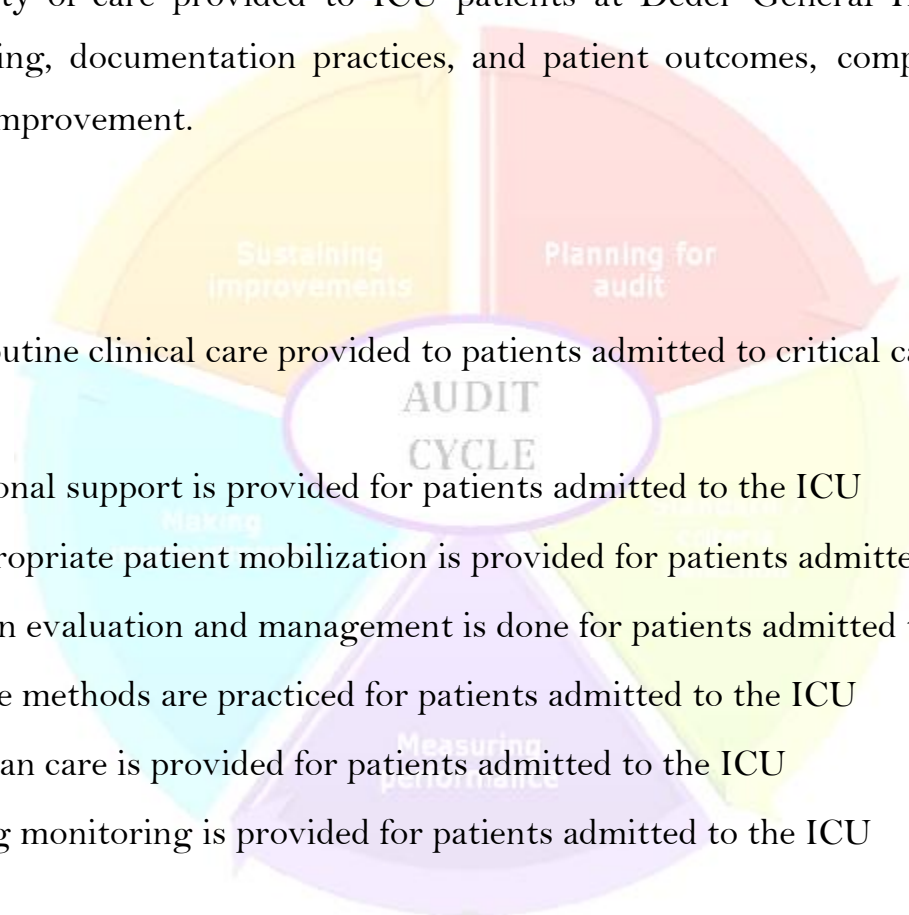 ty of care provided to ICU patients at Deder General
ing, documentation practices, and patient outcomes, comp
mprovement.
Sustaining
improvements
Planning for
audit
utine clinical care provided to patients admitted to critical ca
AUDIT
CYCLE
onal support is provided for patients admitted to the ICU
Making
ropriate patient mobilization is provided for patients admitte
n evaluation and management is done for patients admitted
e methods are practiced for patients admitted to the ICU
Measuring
performance
an care is provided for patients admitted to the ICU
g monitoring is provided for patients admitted to the ICU